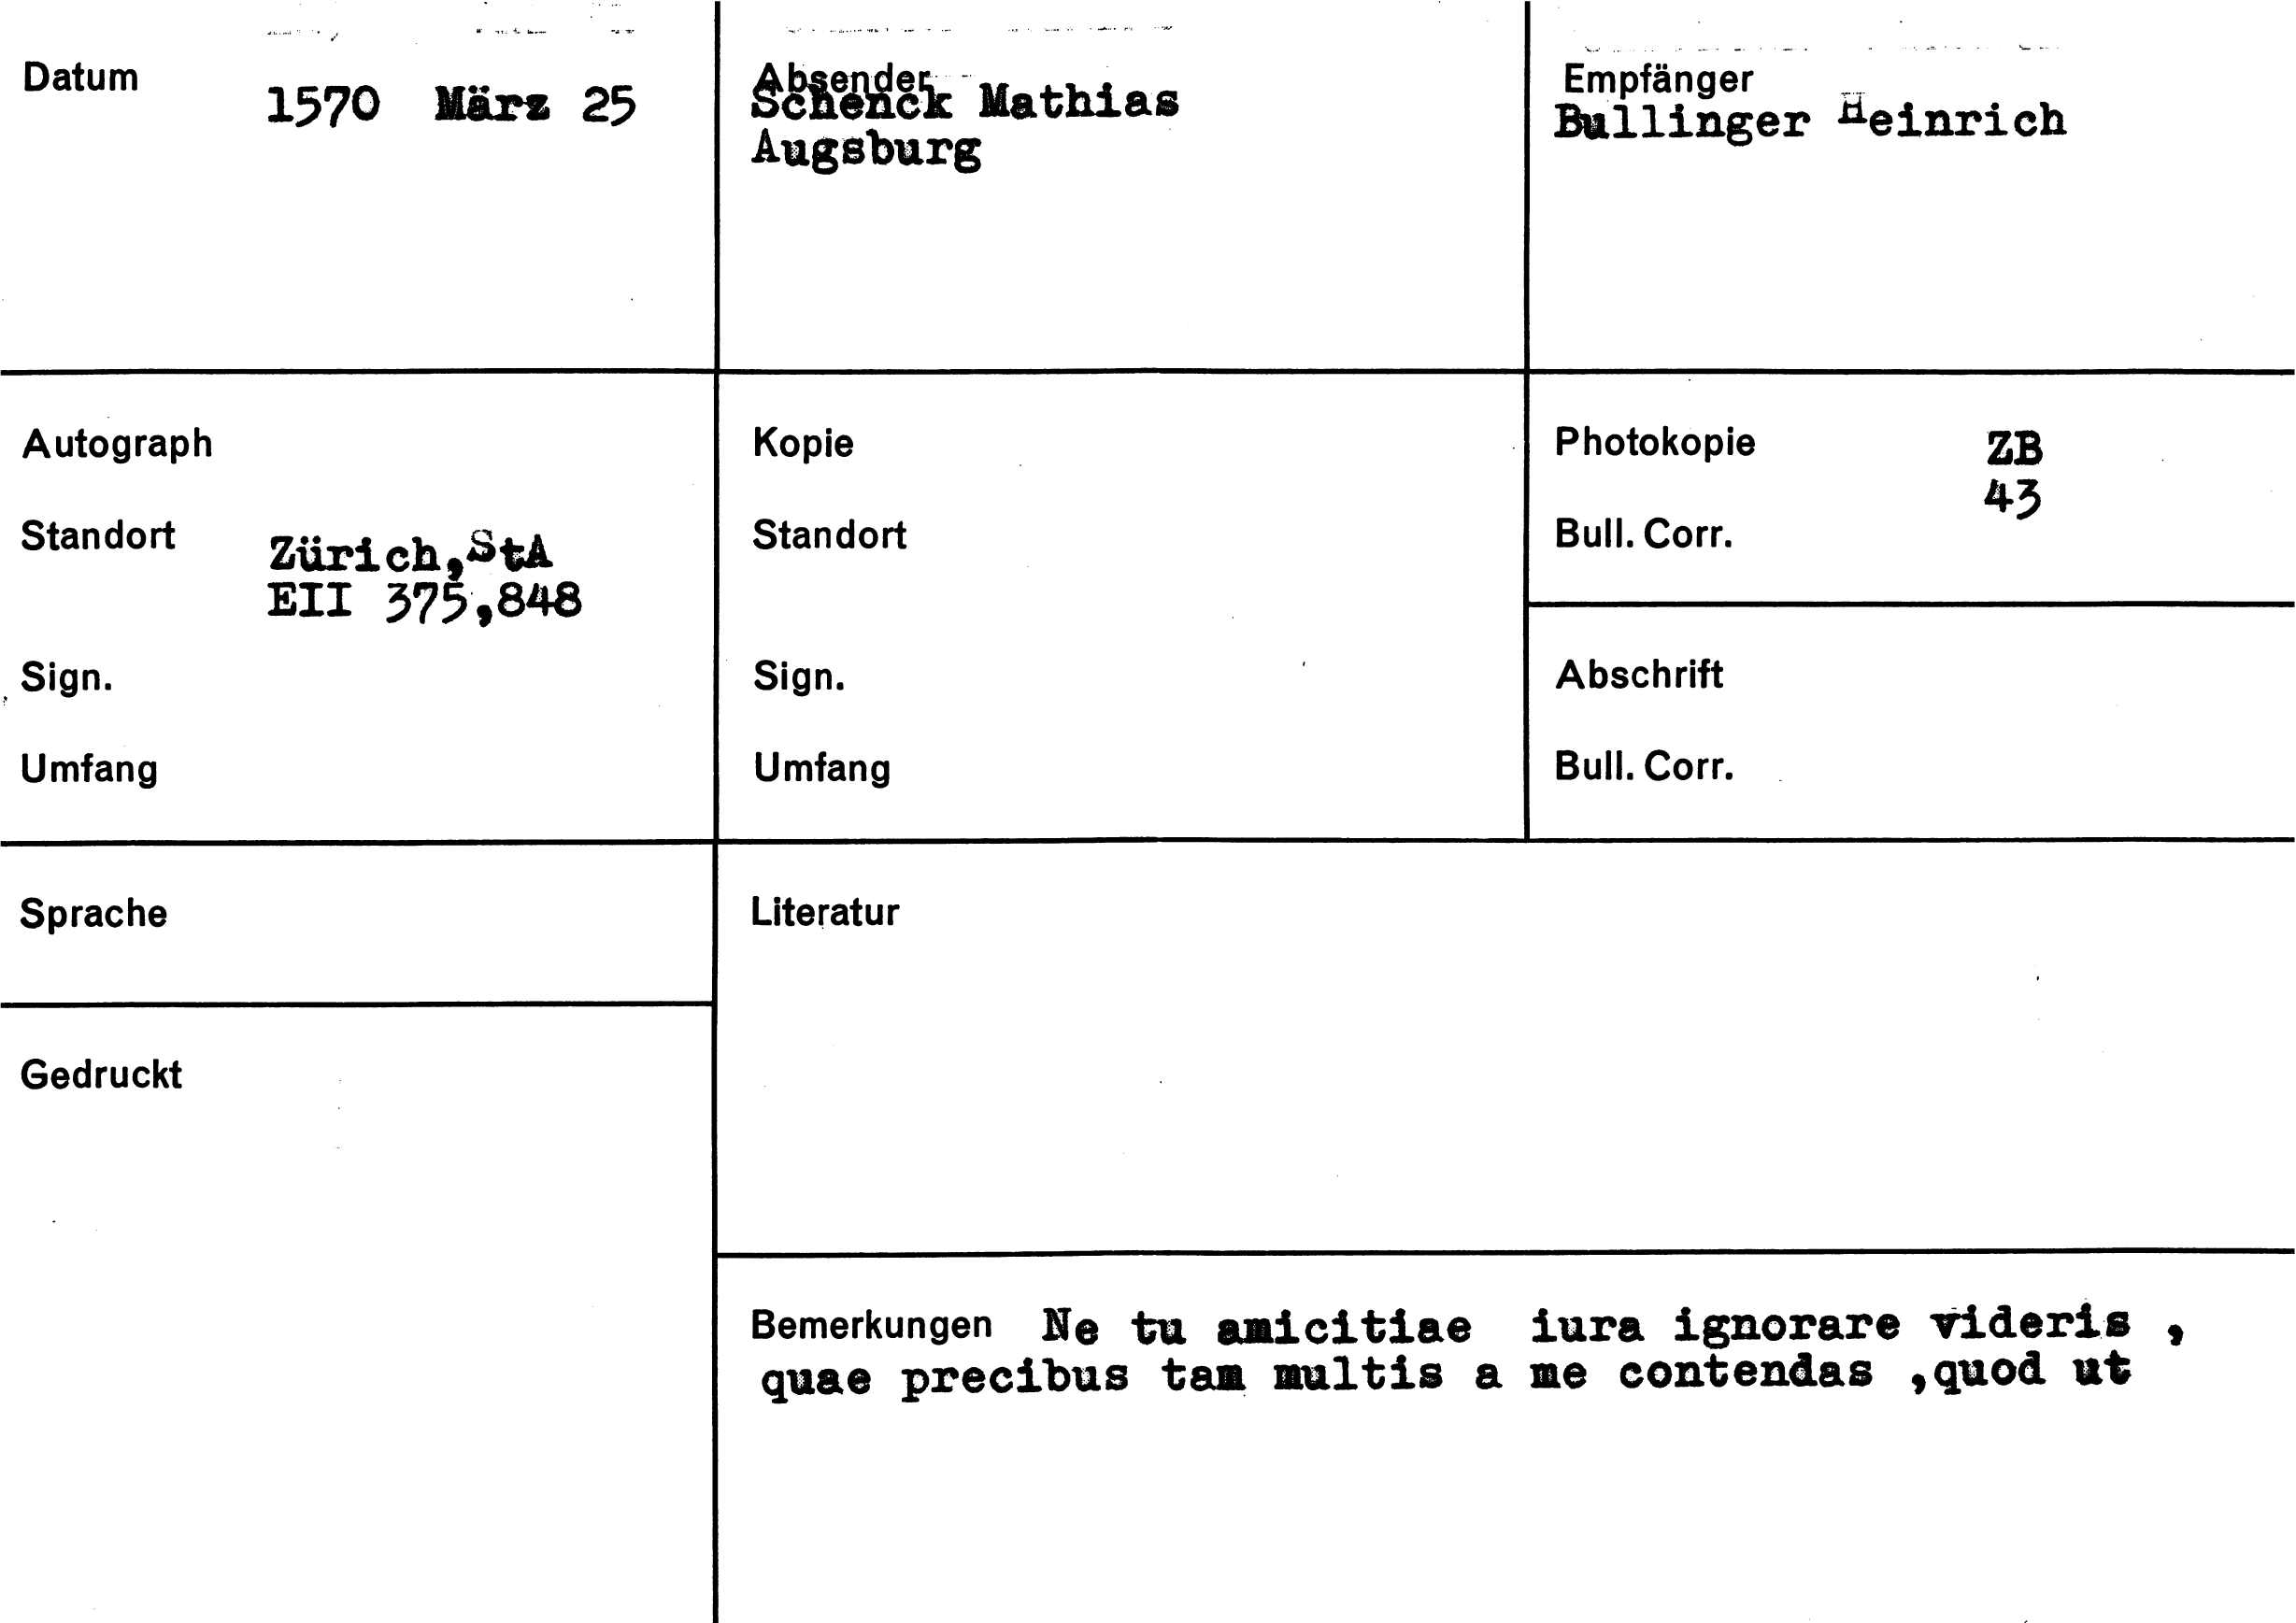 Datum 1570 März 25
Absender
Schenck Mathias
Augsburg
Empfänger
Bullinger Heinrich
Autograph
Standort Zürich,StA
EII 375,848
Sign.
Umfang
Kopie
Standort
Sign.
Umfang
Photokopie ZB
43
Bull. Corr.
Abschrift
Bull. Corr.
Sprache
Gedruckt
Literatur
Bemerkungen Ne tu amicitiae iura ignorare videris ,
quae precibus tam multis a me contendas ,quod ut